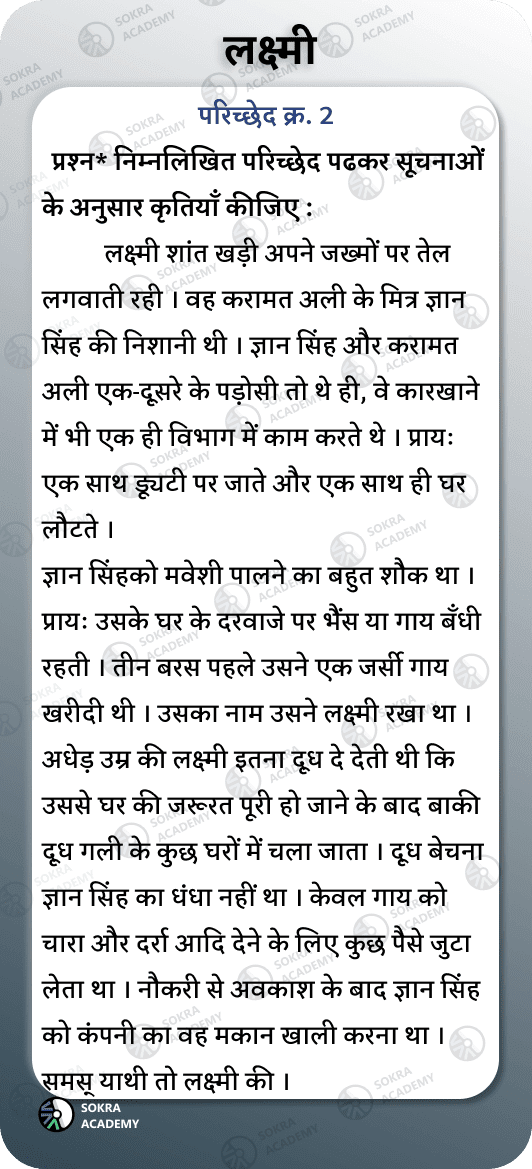 लक्ष्मी
परिच्छेद क्र. 2
प्रश्न* निम्नलिखित परिच्छेद पढकर सूचनाओं
के अनुसार कृतियाँ कीजिए :
लक्ष्मी शांत खड़ी अपने जख्मों पर तेल
लगवाती रही । वह करामत अली के मित्र ज्ञान
सिंह की निशानी थी । ज्ञान सिंह और करामत
अली एक-दूसरे के पड़ोसी तो थे ही, वे कारखाने
में भी एक ही विभाग में काम करते थे । प्रायः
एक साथ ड्यूटी पर जाते और एक साथ ही घर
लौटते ।
ज्ञान सिंहको मवेशी पालने का बहुत शौक था ।
प्रायः उसके घर के दरवाजे पर भैंस या गाय बँधी
रहती । तीन बरस पहले उसने एक जर्सी गाय
खरीदी थी । उसका नाम उसने लक्ष्मी रखा था ।
अधेड़ उम्र की लक्ष्मी इतना दूध दे देती थी कि
उससे घर की जरूरत पूरी हो जाने के बाद बाकी
दूध गली के कुछ घरों में चला जाता । दूध बेचना
ज्ञान सिंह का धंधा नहीं था । केवल गाय को
चारा और दर्रा आदि देने के लिए कुछ पैसे जुटा
लेता था । नौकरी से अवकाश के बाद ज्ञान सिंह
को कंपनी का वह मकान खाली करना था ।
समस् याथी तो लक्ष्मी की ।
SOKRA
ACADEMY